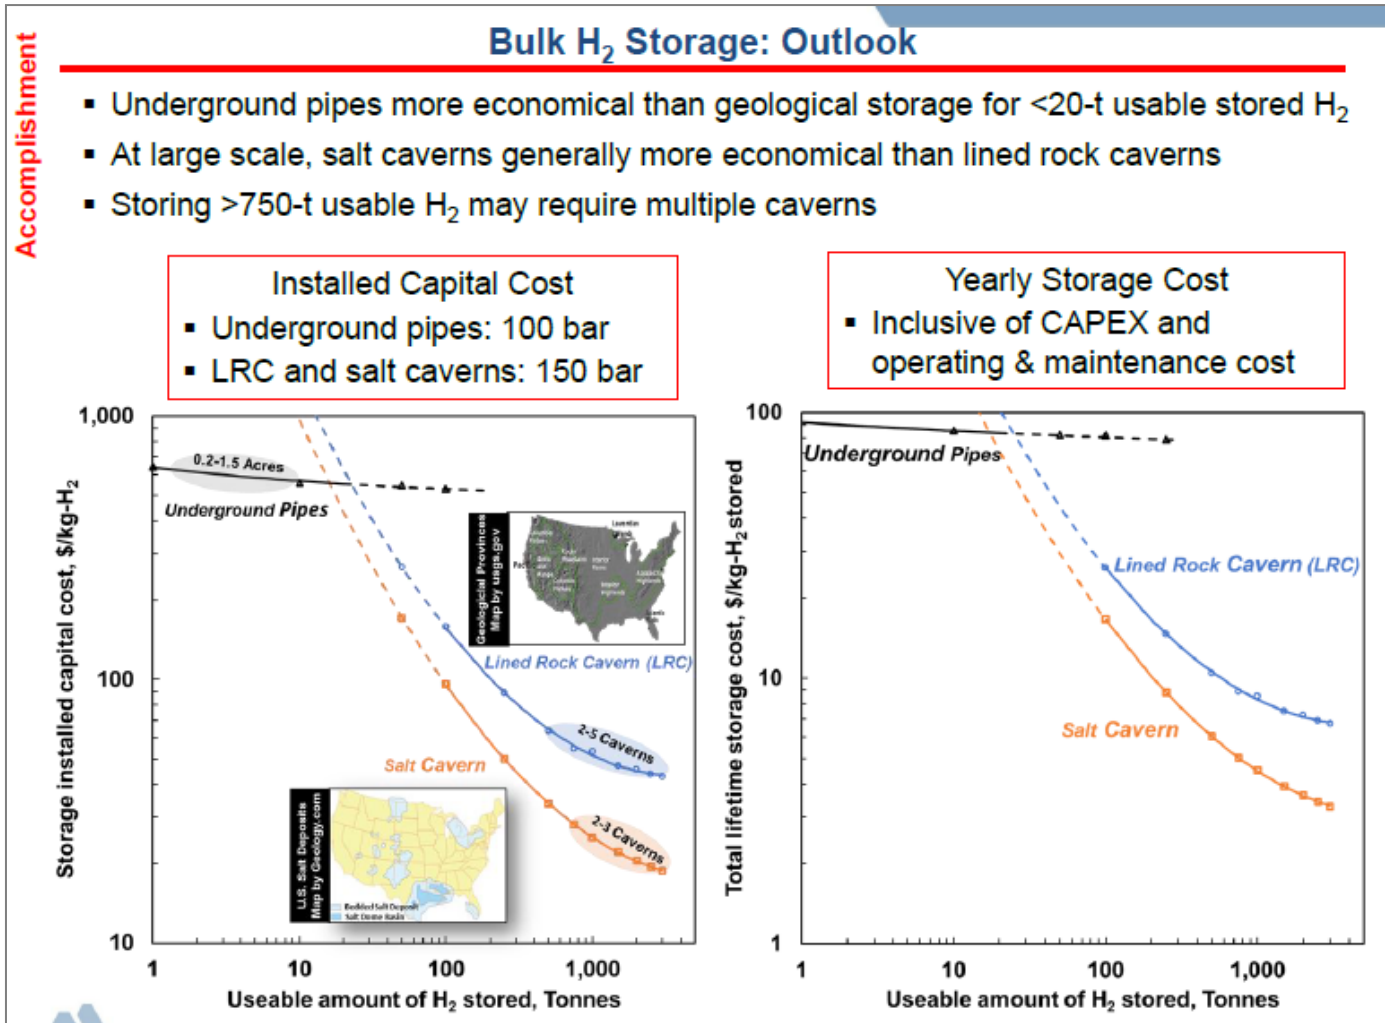 Accomplishment
Bulk H₂ Storage: Outlook
▪ Underground pipes more economical than geological storage for <20-t usable stored H₂
▪ At large scale, salt caverns generally more economical than lined rock caverns
▪ Storing >750-t usable H₂ may require multiple caverns
Installed Capital Cost
▪ Underground pipes: 100 bar
▪ LRC and salt caverns: 150 bar
Yearly Storage Cost
▪ Inclusive of CAPEX and
operating & maintenance cost
Storage installed capital cost, $/kg-H₂
1,000
100
10
0.2-1.5 Acres
Underground Pipes
Geologicial Provinces
Map by usgs.gov
Lined Rock Cavern (LRC)
2-5 Caverns
Salt Cavern
2-3 Caverns
U.S. Salt Deposits
Map by Geology.com
Bedded Salt Deposit
Salt Dome Basin
1 10 100 1,000
Useable amount of H₂ stored, Tonnes
Total lifetime storage cost, $/kg-H₂ stored
100
10
1
Underground Pipes
Lined Rock Cavern (LRC)
Salt Cavern
1 10 100 1,000
Useable amount of H₂ stored, Tonnes